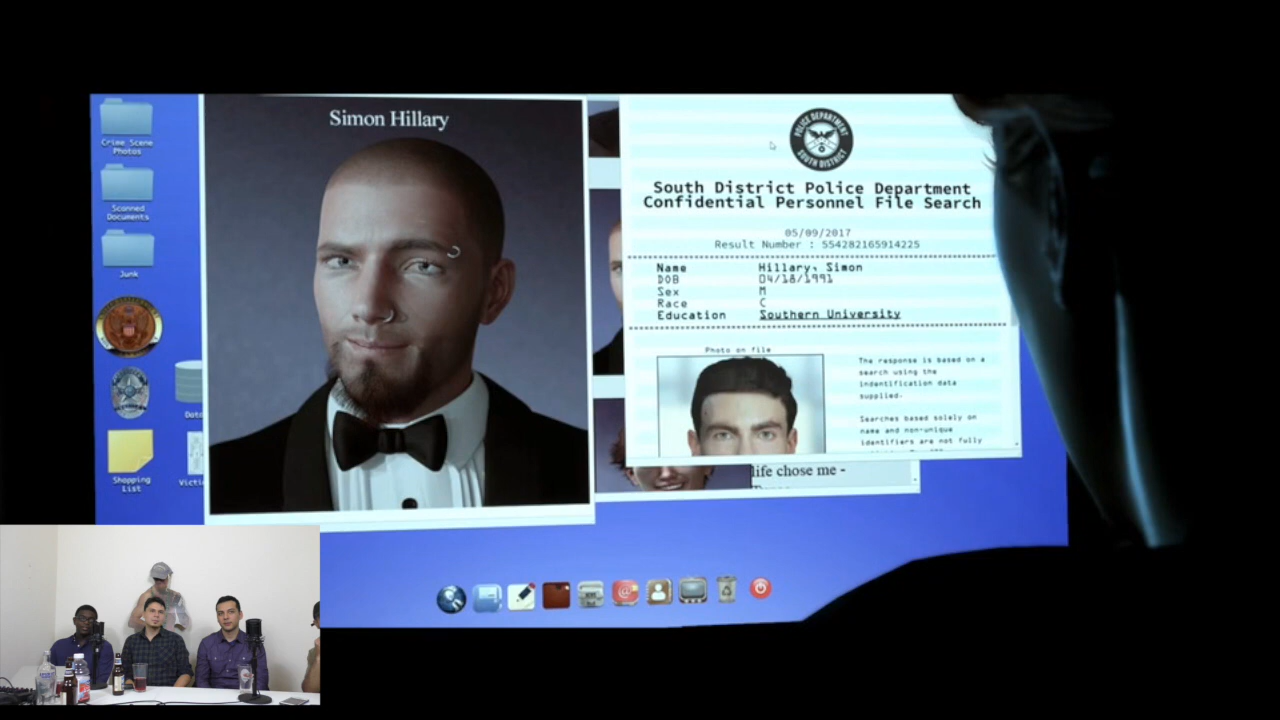 Crime Scene
Photos
Scanned
Documents
Junk
Shopping
List
Simon Hillary
POLICE DEPARTMENT
SOUTH DISTRICT
South District Police Department
Confidential Personnel File Search
05/09/2017
Result Number : 554282165914225
Name Hillary, Simon
DOB 04/18/1991
Sex M
Race C
Education Southern University
Photo on file
The response is based on a
search using the
indentification data
supplied.
Searches based solely on
name and non-unique
identifiers are not fully
life chose me -